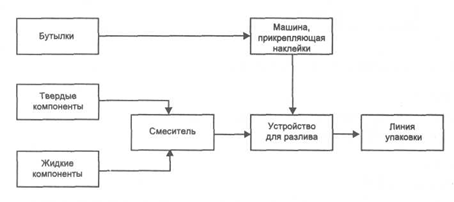 Бутылки
Машина,
прикрепляющая
наклейки
Твердые
компоненты
Смеситель
Устройство
для разлива
Линия
упаковки
Жидкие
компоненты